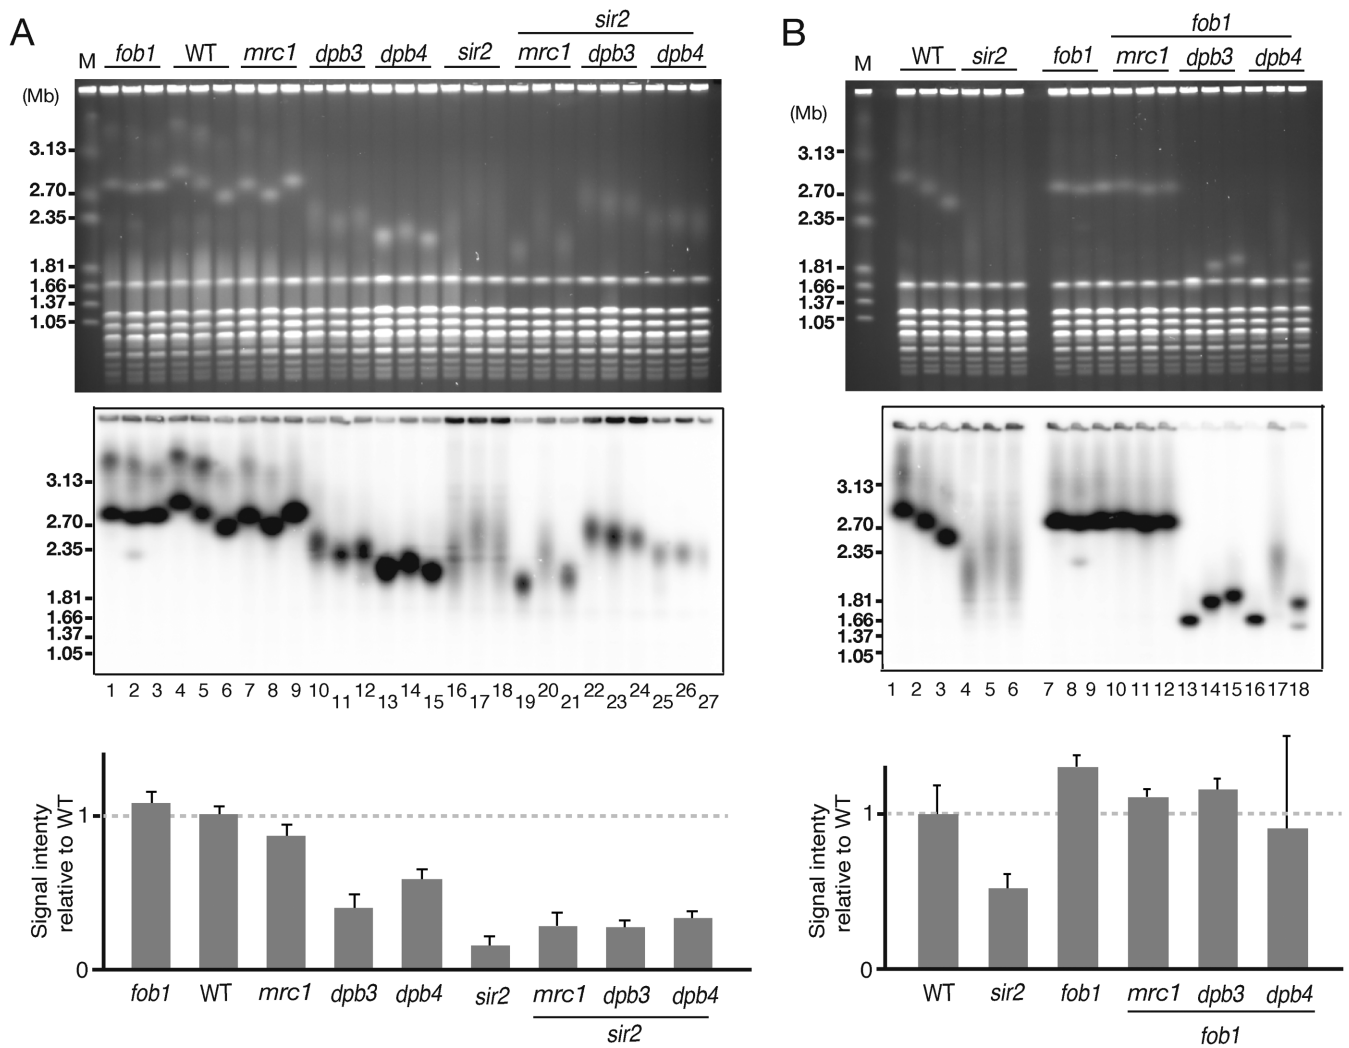 A
sir2
M fob1 WT mrc1 dpb3 dpb4 sir2 mrc1 dpb3 dpb4
(Mb)
3.13
2.70
2.35
1.81
1.66
1.37
1.05
3.13
2.70
2.35
1.81
1.66
1.37
1.05
1 2 3 4 5 6 7 8 9 10 11 12 13 14 15 16 17 18 19 20 21 22 23 24 25 26 27
Signal intenty
relative to WT
1
0
fob1 WT mrc1 dpb3 dpb4 sir2 mrc1 dpb3 dpb4
sir2
B
fob1
M WT sir2 fob1 mrc1 dpb3 dpb4
(Mb)
3.13
2.70
2.35
1.81
1.66
1.37
1.05
3.13
2.70
2.35
1.81
1.66
1.37
1.05
1 2 3 4 5 6 7 8 9 10 11 12 13 14 15 16 17 18
Signal intenty
relative to WT
1
0
WT sir2 fob1 mrc1 dpb3 dpb4
fob1